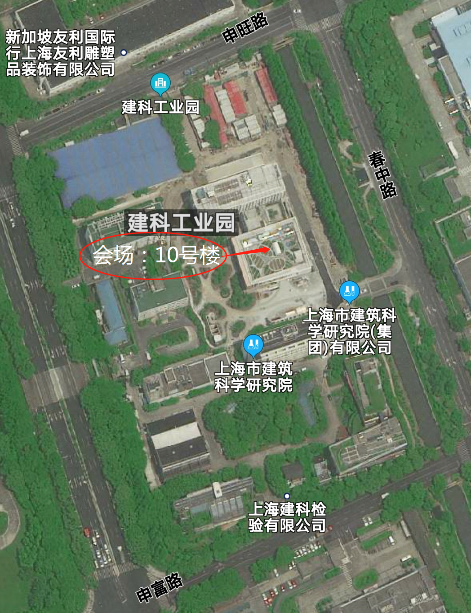 申旺路
新加坡友利国际
行上海友利雕塑
品装饰有限公司
建科工业园
春中路
建科工业园
会场：10号楼
上海市建筑科
学研究院(集
团)有限公司
上海市建筑
科学研究院
上海建科检
验有限公司
申富路